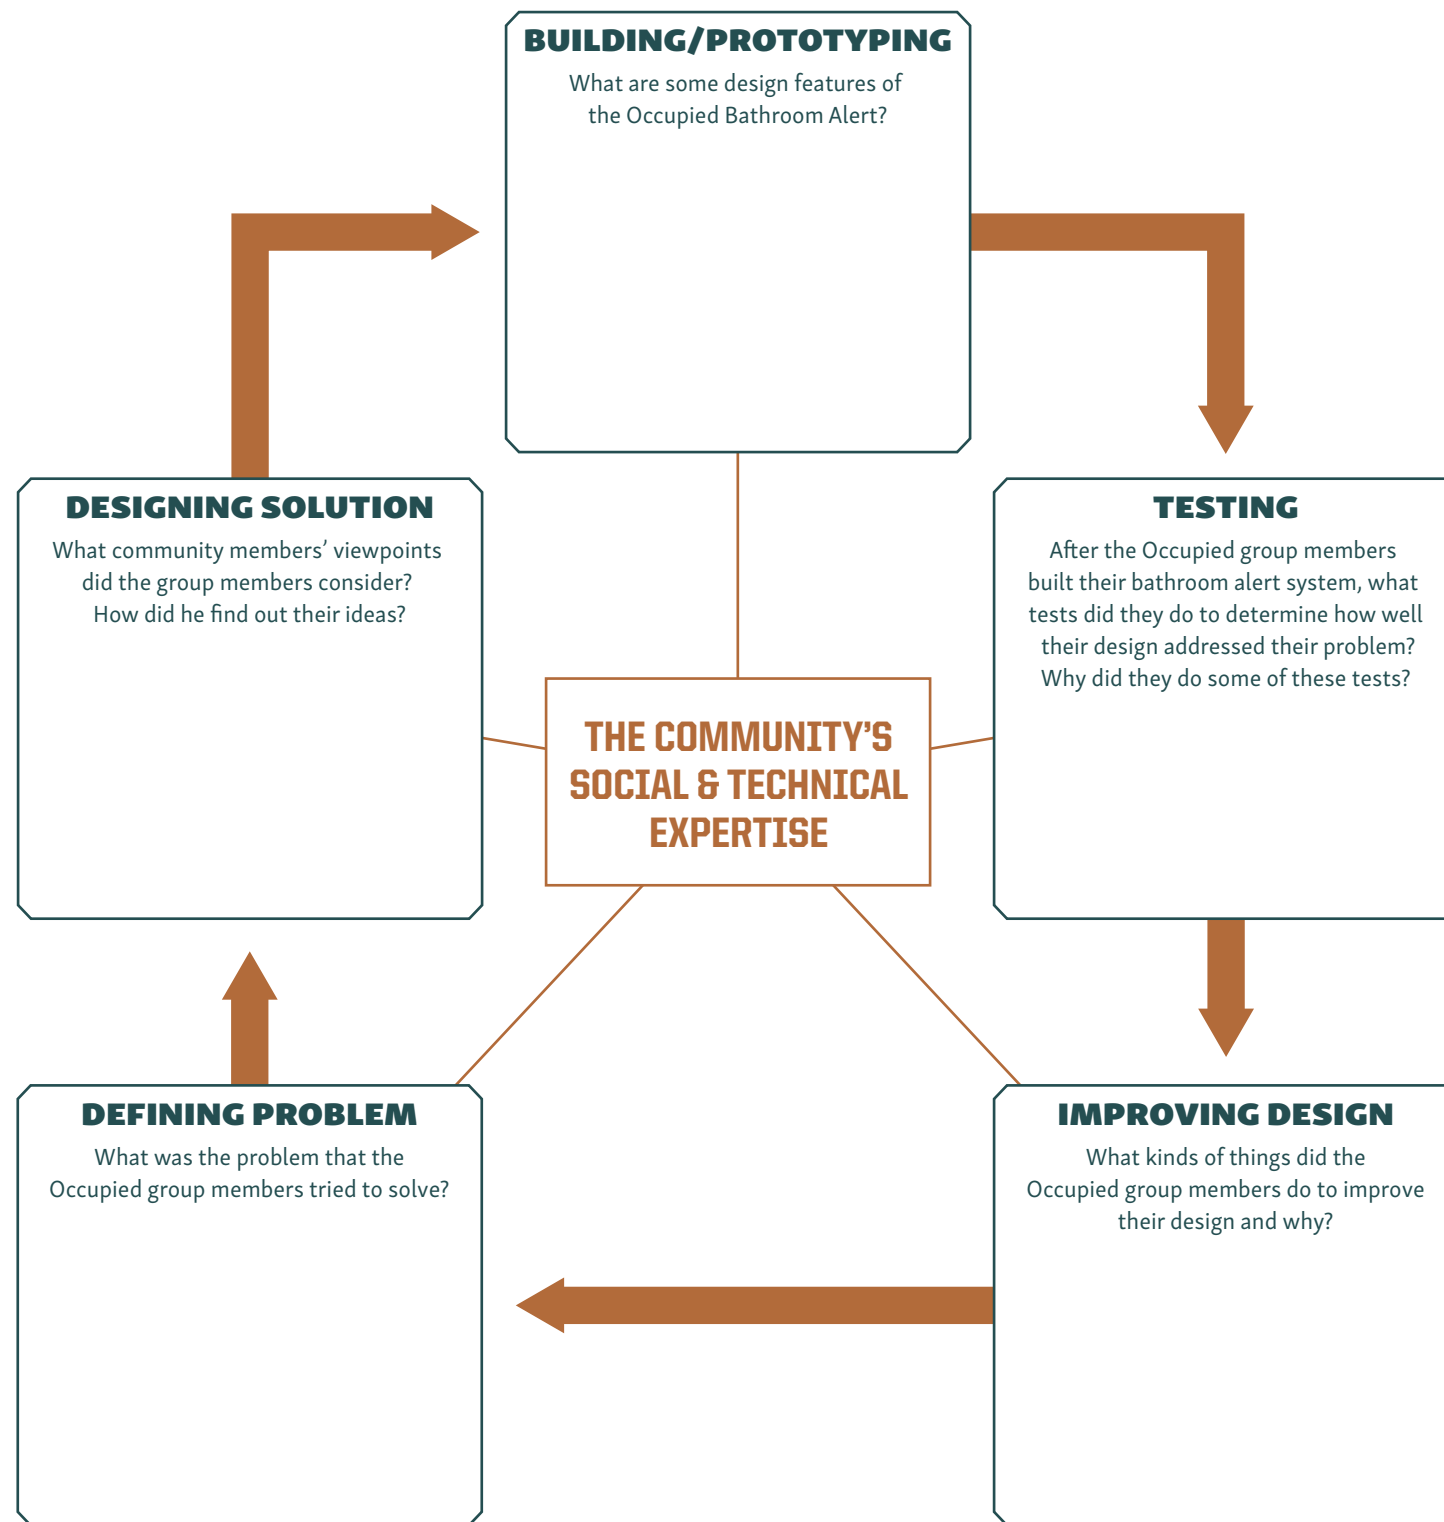 BUILDING/PROTOTYPING
What are some design features of
the Occupied Bathroom Alert?
DESIGNING SOLUTION
What community members’ viewpoints
did the group members consider?
How did he find out their ideas?
TESTING
After the Occupied group members
built their bathroom alert system, what
tests did they do to determine how well
their design addressed their problem?
Why did they do some of these tests?
THE COMMUNITY’S
SOCIAL & TECHNICAL
EXPERTISE
DEFINING PROBLEM
What was the problem that the
Occupied group members tried to solve?
IMPROVING DESIGN
What kinds of things did the
Occupied group members do to improve
their design and why?